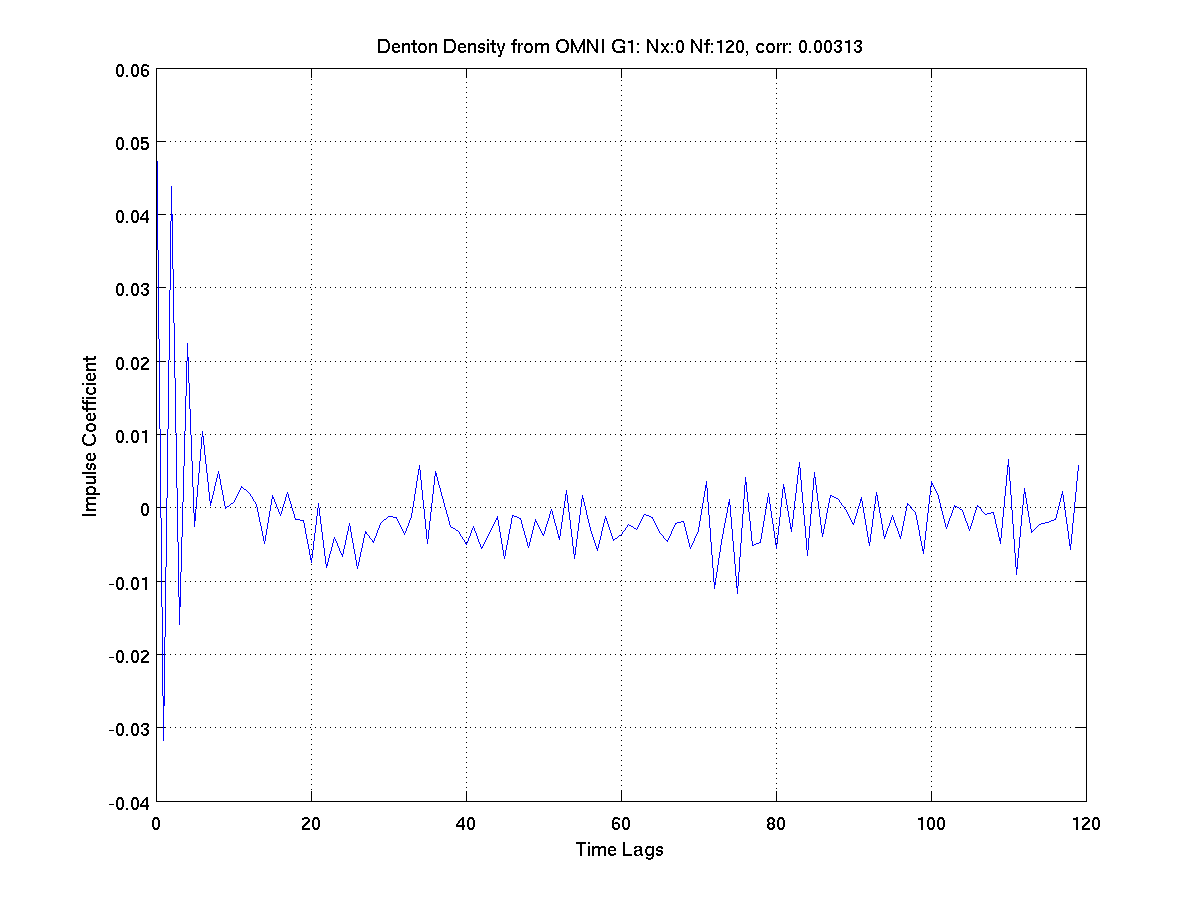 Denton Density from OMNI G1: Nx:0 Nf:120, corr: 0.00313
0.06
0.05
0.04
0.03
0.02
0.01
0
-0.01
-0.02
-0.03
-0.04
Impulse Coefficient
0 20 40 60 80 100 120
Time Lags